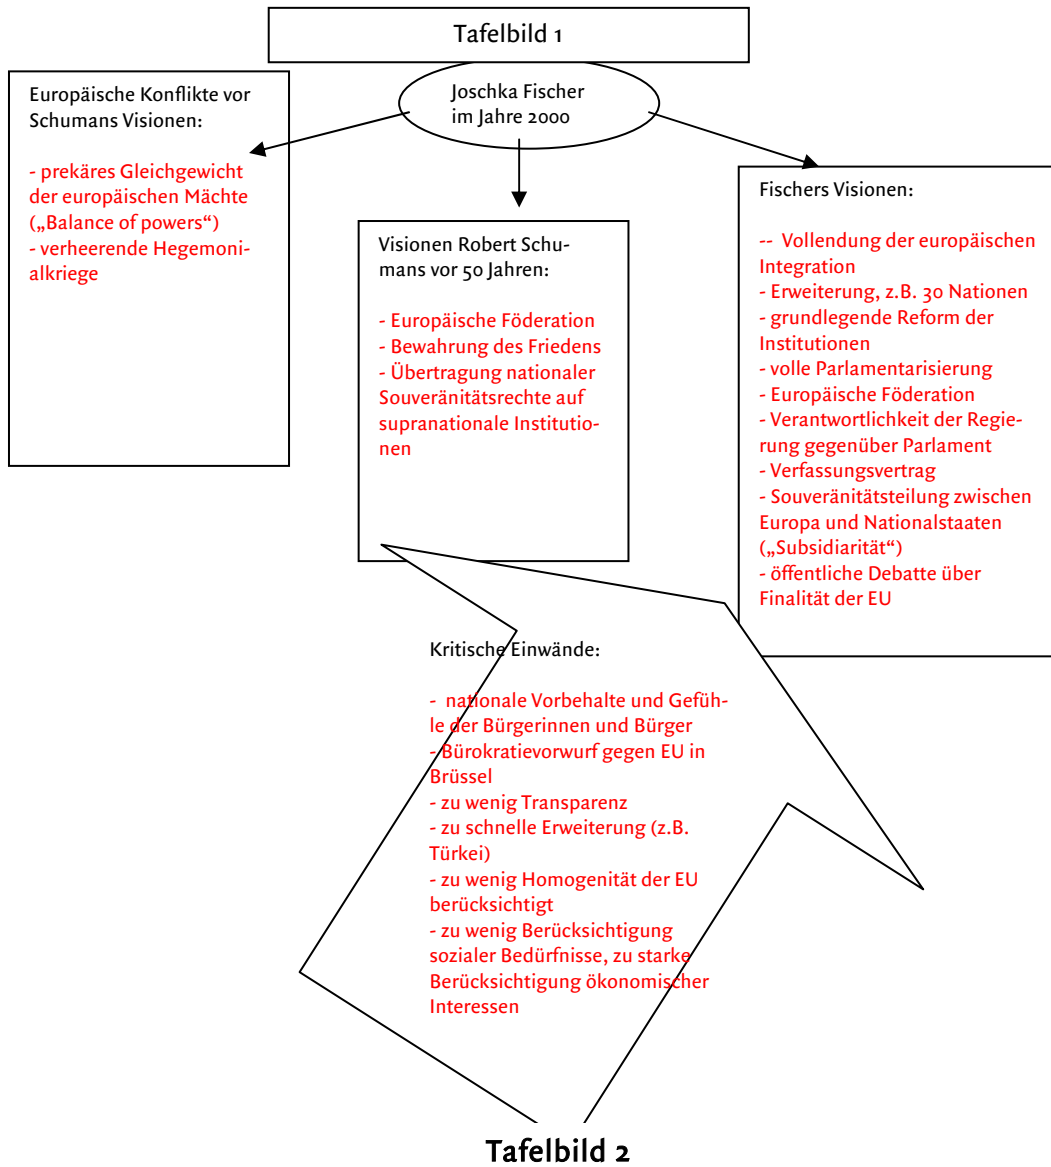 Tafelbild 1
Joschka Fischer
im Jahre 2000
Europäische Konflikte vor
Schumans Visionen:
- prekäres Gleichgewicht
der europäischen Mächte
(„Balance of powers“)
- verheerende Hegemoni-
alkriege
Visionen Robert Schu-
mans vor 50 Jahren:
- Europäische Föderation
- Bewahrung des Friedens
- Übertragung nationaler
Souveränitätsrechte auf
supranationale Institutio-
nen
Fischers Visionen:
-- Vollendung der europäischen
Integration
- Erweiterung, z.B. 30 Nationen
- grundlegende Reform der
Institutionen
- volle Parlamentarisierung
- Europäische Föderation
- Verantwortlichkeit der Regie-
rung gegenüber Parlament
- Verfassungsvertrag
- Souveränitätsteilung zwischen
Europa und Nationalstaaten
(„Subsidiarität“)
- öffentliche Debatte über
Finalität der EU
Kritische Einwände:
- nationale Vorbehalte und Gefüh-
le der Bürgerinnen und Bürger
- Bürokratievorwurf gegen EU in
Brüssel
- zu wenig Transparenz
- zu schnelle Erweiterung (z.B.
Türkei)
- zu wenig Homogenität der EU
berücksichtigt
- zu wenig Berücksichtigung
sozialer Bedürfnisse, zu starke
Berücksichtigung ökonomischer
Interessen
Tafelbild 2